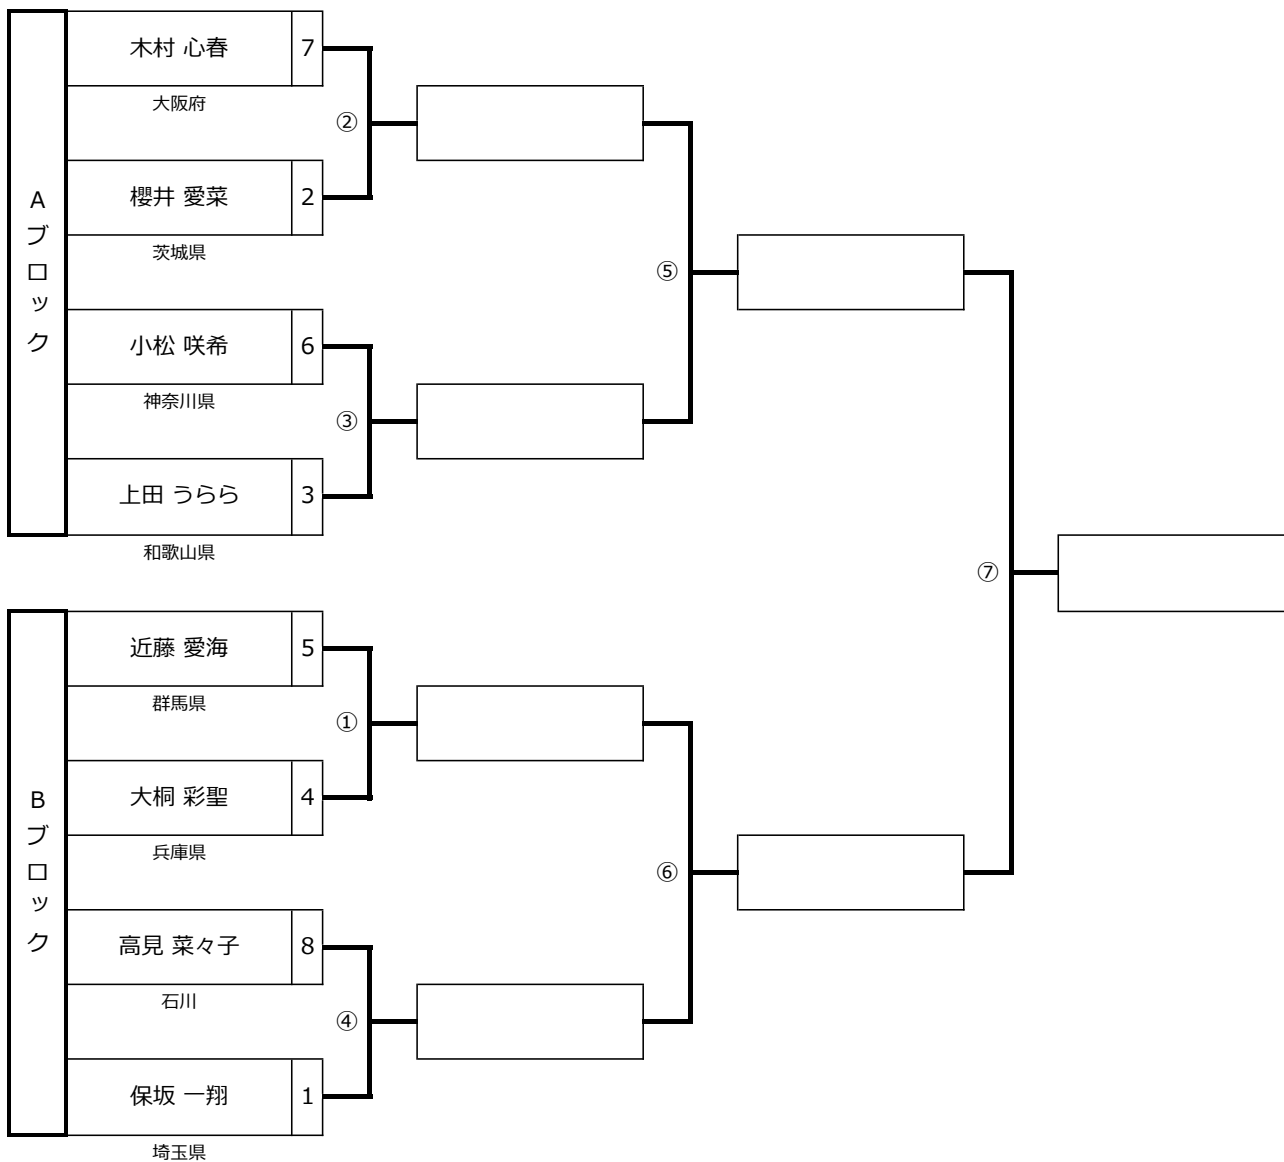 Aブロック
木村 心春 7
大阪府
②
櫻井 愛菜 2
茨城県
⑤
小松 咲希 6
神奈川県
③
上田 うらら 3
和歌山県
⑦
Bブロック
近藤 愛海 5
群馬県
①
大桐 彩聖 4
兵庫県
⑥
高見 菜々子 8
石川
④
保坂 一翔 1
埼玉県